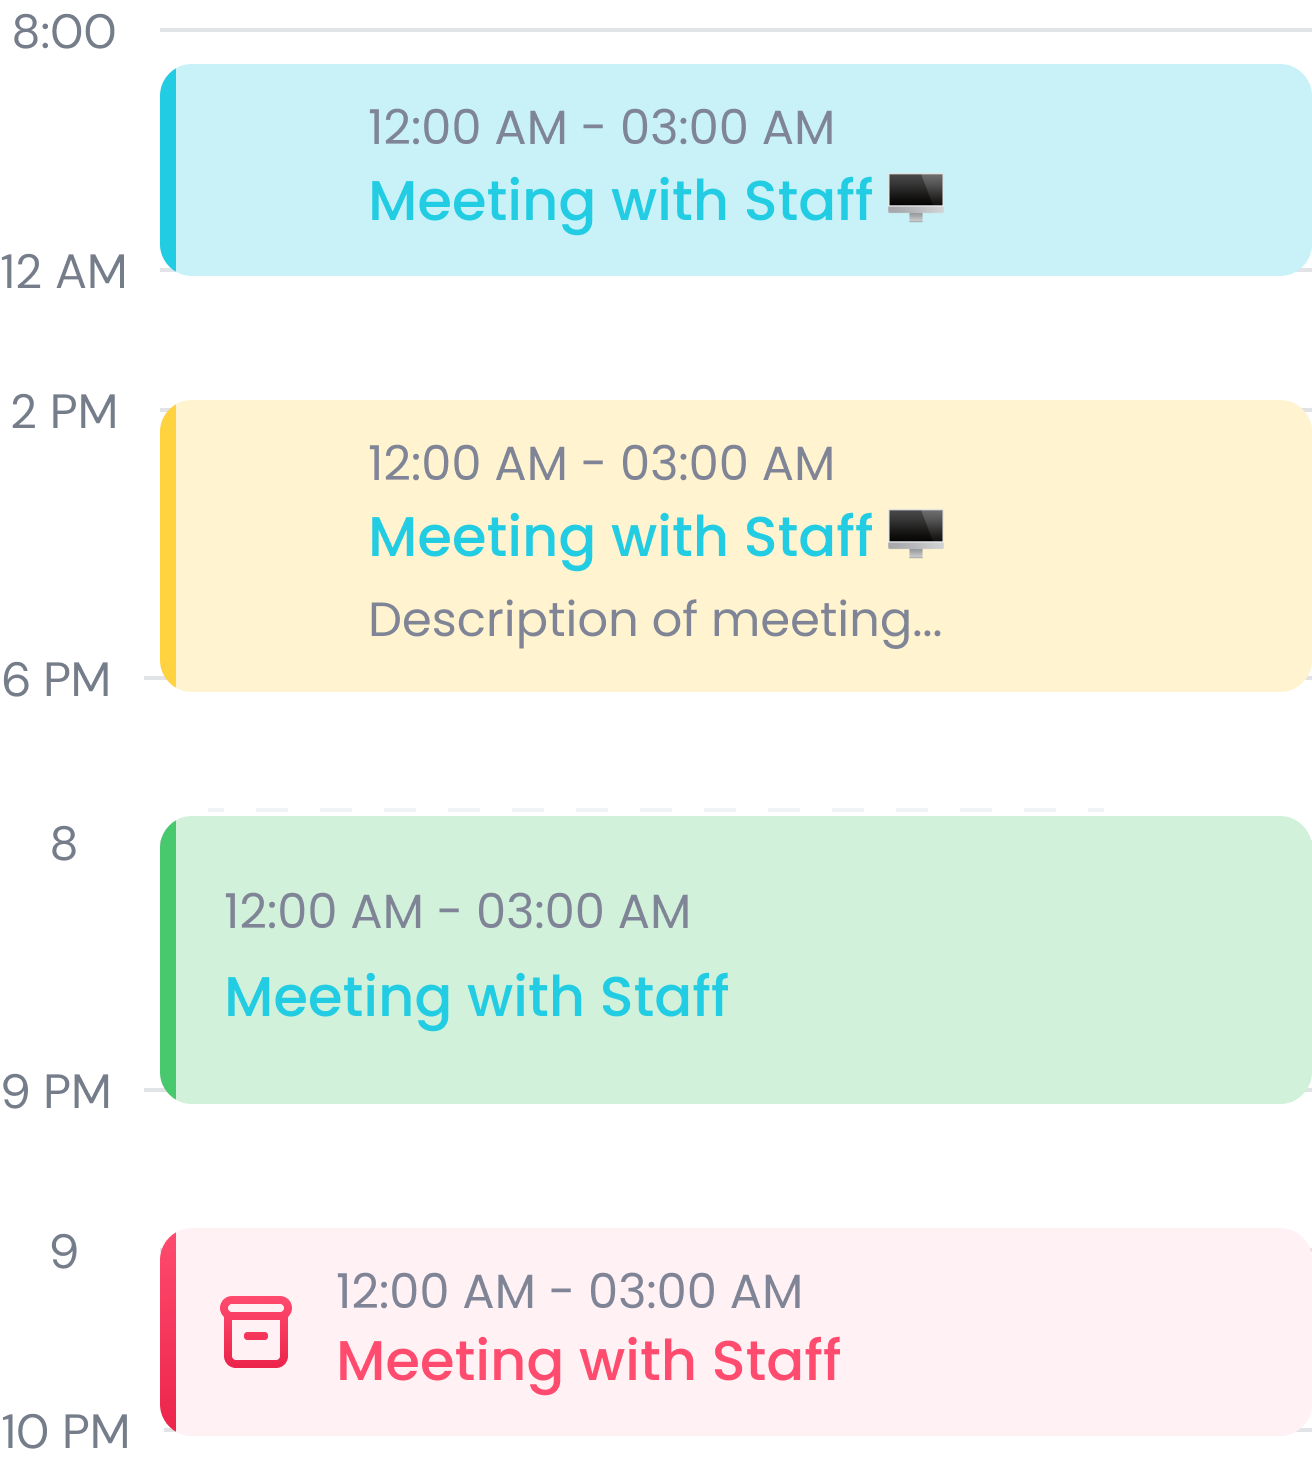 8:00
12:00 AM - 03:00 AM
Meeting with Staff
12 AM
2 PM
12:00 AM - 03:00 AM
Meeting with Staff
Description of meeting...
6 PM
8
12:00 AM - 03:00 AM
Meeting with Staff
9 PM
9
12:00 AM - 03:00 AM
Meeting with Staff
10 PM